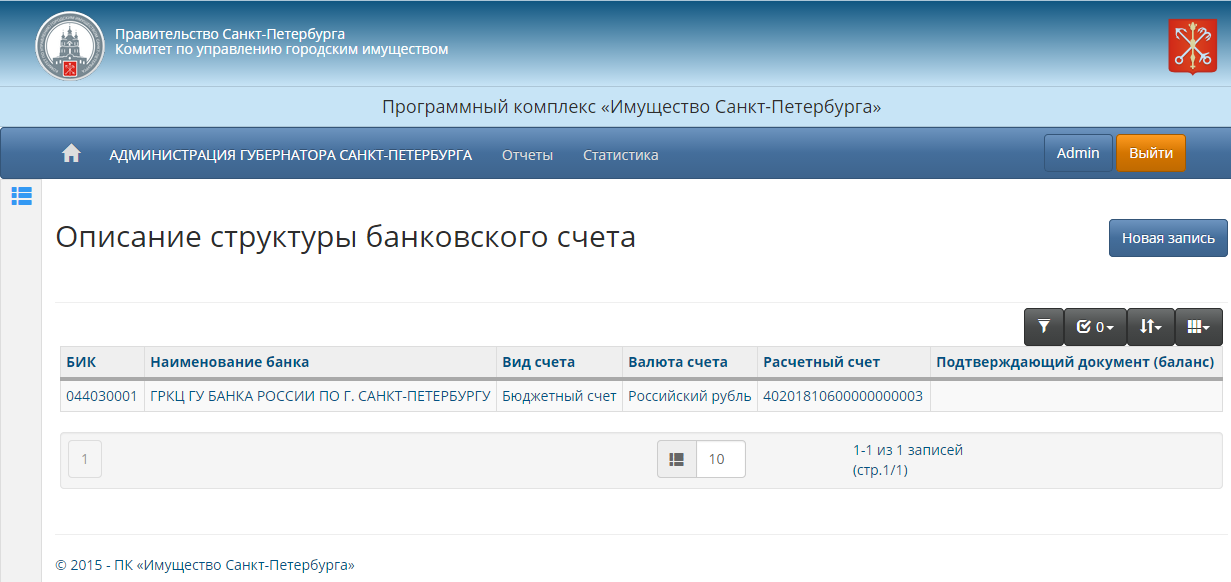 Правительство Санкт-Петербурга
Комитет по управлению городским имуществом
Программный комплекс «Имущество Санкт-Петербурга»
АДМИНИСТРАЦИЯ ГУБЕРНАТОРА САНКТ-ПЕТЕРБУРГА Отчеты Статистика Admin Выйти
Описание структуры банковского счета Новая запись
0
БИК Наименование банка Вид счета Валюта счета Расчетный счет Подтверждающий документ (баланс)
044030001 ГРКЦ ГУ БАНКА РОССИИ ПО Г. САНКТ-ПЕТЕРБУРГУ Бюджетный счет Российский рубль 40201810600000000003
1 10 1-1 из 1 записей
(стр.1/1)
© 2015 - ПК «Имущество Санкт-Петербурга»